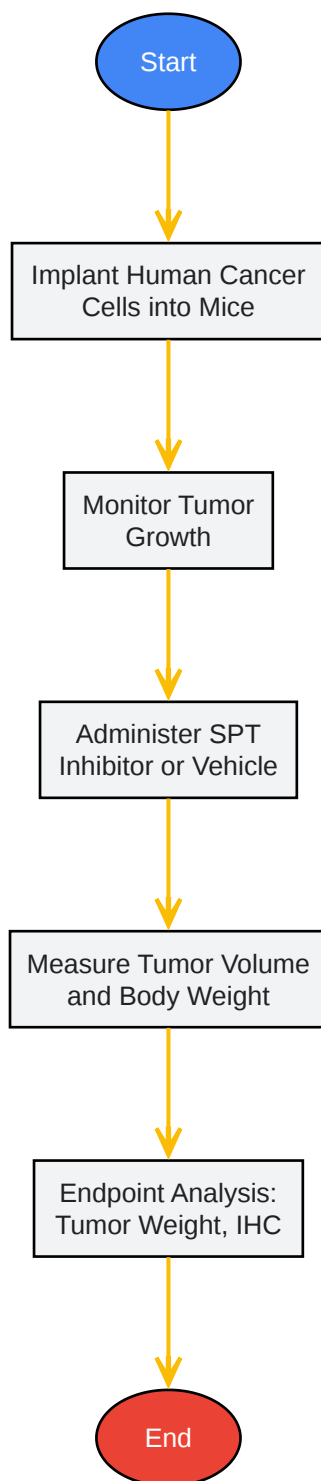 Start
Implant Human Cancer
Cells into Mice
Monitor Tumor
Growth
Administer SPT
Inhibitor or Vehicle
Measure Tumor Volume
and Body Weight
Endpoint Analysis:
Tumor Weight, IHC
End